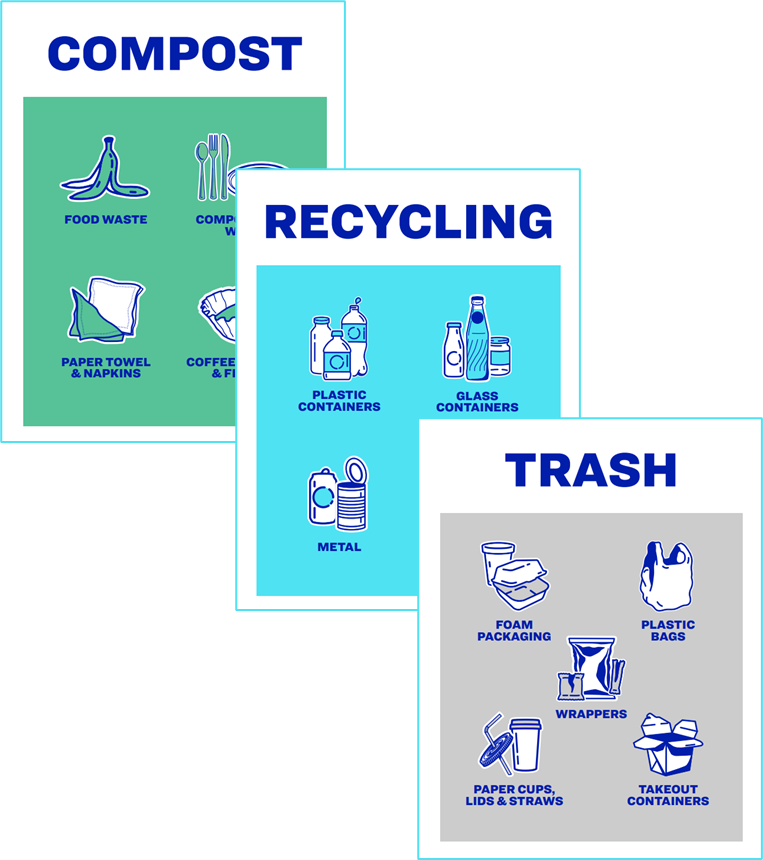 COMPOST
FOOD WASTE
PAPER TOWEL
& NAPKINS
COFFEE
RECYCLING
PLASTIC
CONTAINERS
GLASS
CONTAINERS
METAL
TRASH
FOAM
PACKAGING
PLASTIC
BAGS
WRAPPERS
PAPER CUPS,
LIDS & STRAWS
TAKEOUT
CONTAINERS